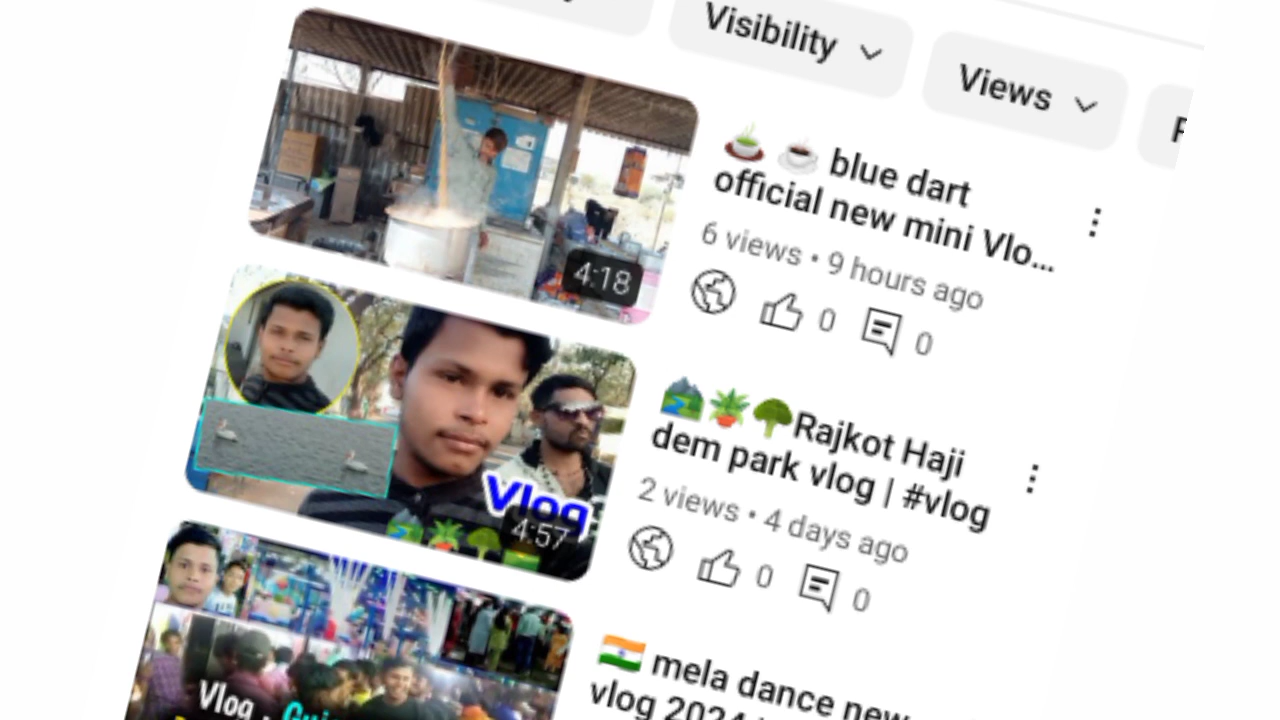 Visibility
Views
4:18
🍵 ☕ blue dart
official new mini Vlo...
6 views • 9 hours ago
0
0
Vlog
4:57
🏞️🪴🌳Rajkot Haji
dem park vlog | #vlog
2 views • 4 days ago
0
0
Vlog
🇮🇳 mela dance new
vlog 2024